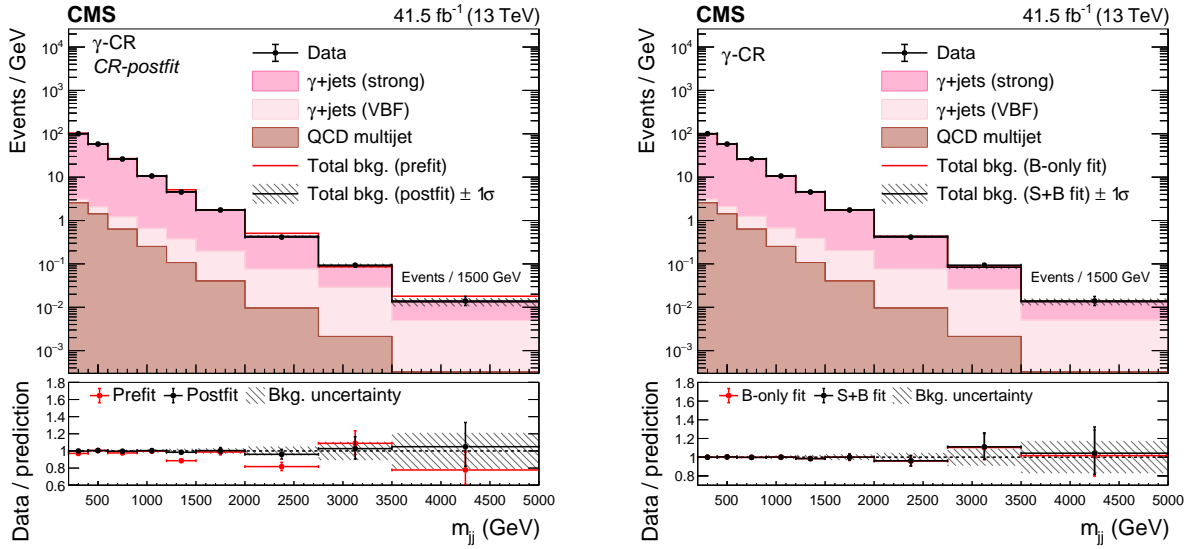 CMS 41.5 fb⁻¹ (13 TeV)
Events / GeV
10⁴
10³
10²
10
1
10⁻¹
10⁻²
10⁻³
γ-CR
CR-postfit
Data
γ+jets (strong)
γ+jets (VBF)
QCD multijet
Total bkg. (prefit)
Total bkg. (postfit) ± 1σ
Events / 1500 GeV
Data / prediction
1.8
1.6
1.4
1.2
1.0
0.8
0.6
Prefit Postfit Bkg. uncertainty
500 1000 1500 2000 2500 3000 3500 4000 4500 5000
m_jj (GeV)
CMS 41.5 fb⁻¹ (13 TeV)
Events / GeV
10⁴
10³
10²
10
1
10⁻¹
10⁻²
10⁻³
γ-CR
Data
γ+jets (strong)
γ+jets (VBF)
QCD multijet
Total bkg. (B-only fit)
Total bkg. (S+B fit) ± 1σ
Events / 1500 GeV
Data / prediction
1.8
1.6
1.4
1.2
1.0
0.8
B-only fit S+B fit Bkg. uncertainty
500 1000 1500 2000 2500 3000 3500 4000 4500 5000
m_jj (GeV)